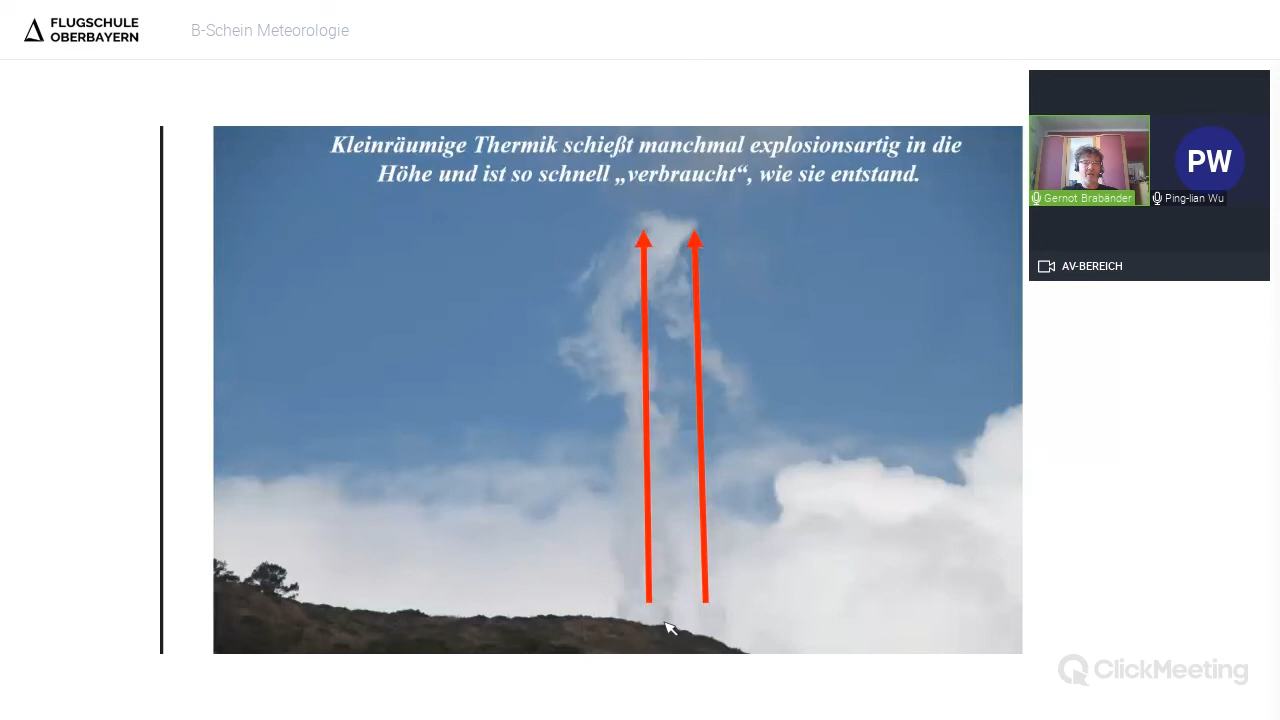 FLUGSCHULE
OBERBAYERN
B-Schein Meteorologie
Kleinräumige Thermik schießt manchmal explosionsartig in die
Höhe und ist so schnell „verbraucht“, wie sie entstand.
PW
Gernot Brabänder
Ping-lian Wu
AV-BEREICH
ClickMeeting